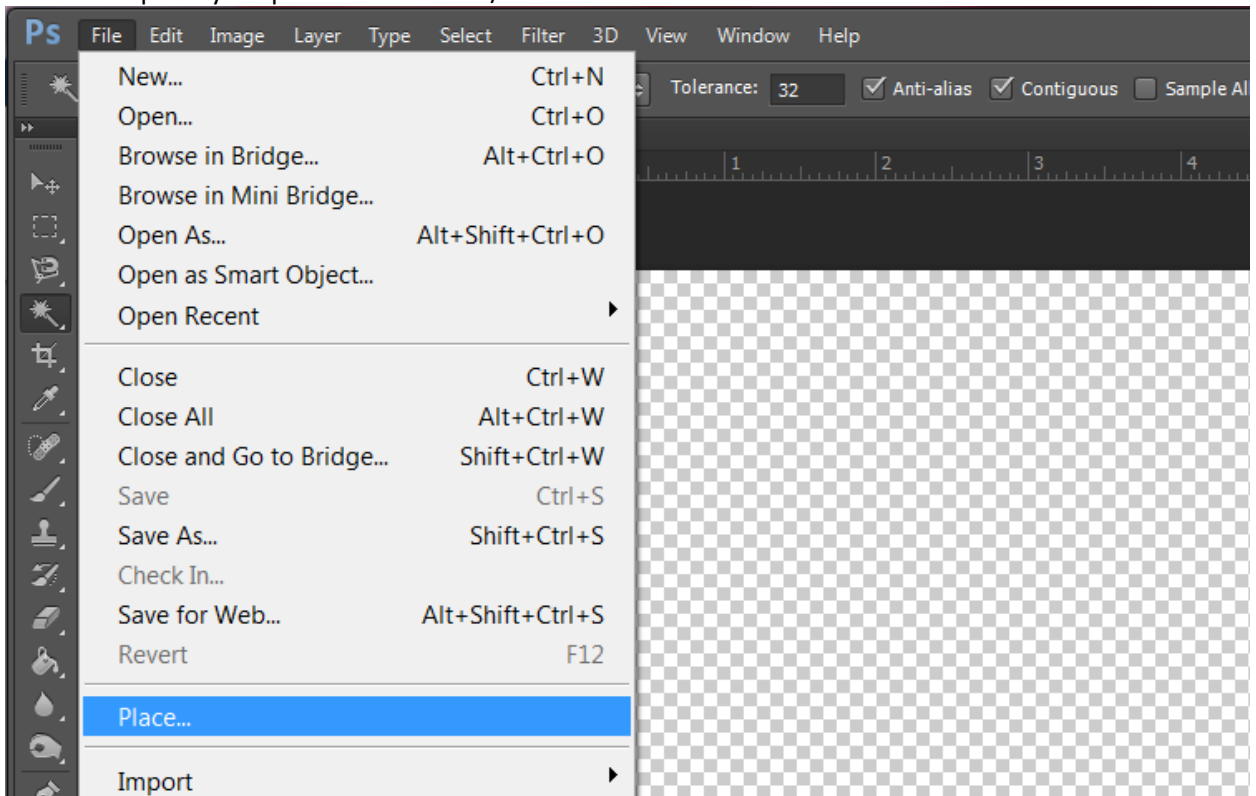 Ps File Edit Image Layer Type Select Filter 3D View Window Help
Tolerance: 32 Anti-alias Contiguous Sample All
1 2 3 4
New... Ctrl+N
Open... Ctrl+O
Browse in Bridge... Alt+Ctrl+O
Browse in Mini Bridge...
Open As... Alt+Shift+Ctrl+O
Open as Smart Object...
Open Recent
Close Ctrl+W
Close All Alt+Ctrl+W
Close and Go to Bridge... Shift+Ctrl+W
Save Ctrl+S
Save As... Shift+Ctrl+S
Check In...
Save for Web... Alt+Shift+Ctrl+S
Revert F12
Place...
Import